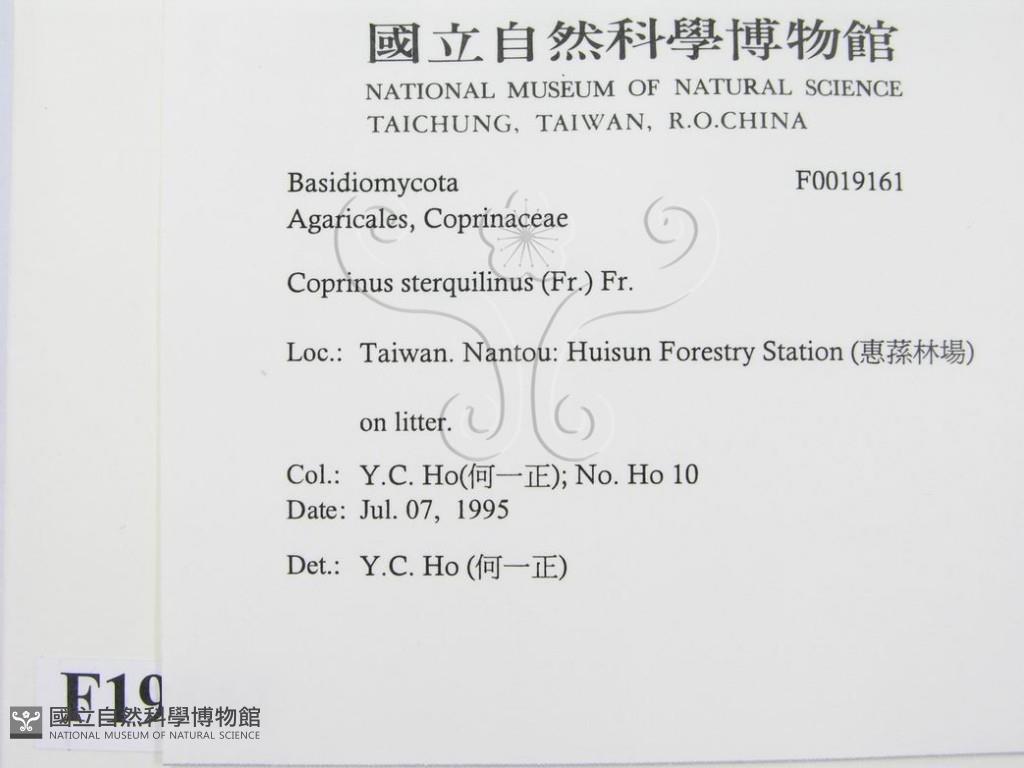 國立自然科學博物館
NATIONAL MUSEUM OF NATURAL SCIENCE
TAICHUNG, TAIWAN, R.O.CHINA
Basidiomycota F0019161
Agaricales, Coprinaceae
Coprinus sterquilinus (Fr.) Fr.
Loc.: Taiwan. Nantou: Huisun Forestry Station (惠蓀林場)
on litter.
Col.: Y.C. Ho(何一正); No. Ho 10
Date: Jul. 07, 1995
Det.: Y.C. Ho (何一正)
F19
國立自然科學博物館
NATIONAL MUSEUM OF NATURAL SCIENCE